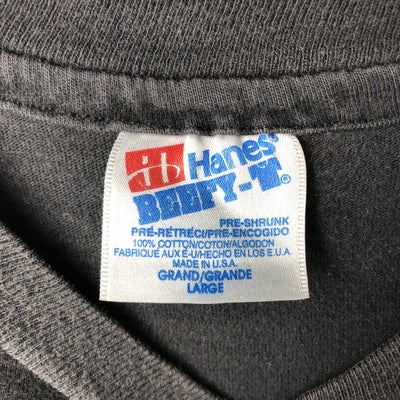 Hanes®
BEEFY-T®
PRE-SHRUNK
PRÉ-RÉTRÉCI/PRE-ENCOGIDO
100% COTTON/COTON/ALGODON
FABRIQUÉ AUX É-U/HECHO EN LOS E.U.A.
MADE IN U.S.A.
GRAND/GRANDE
LARGE